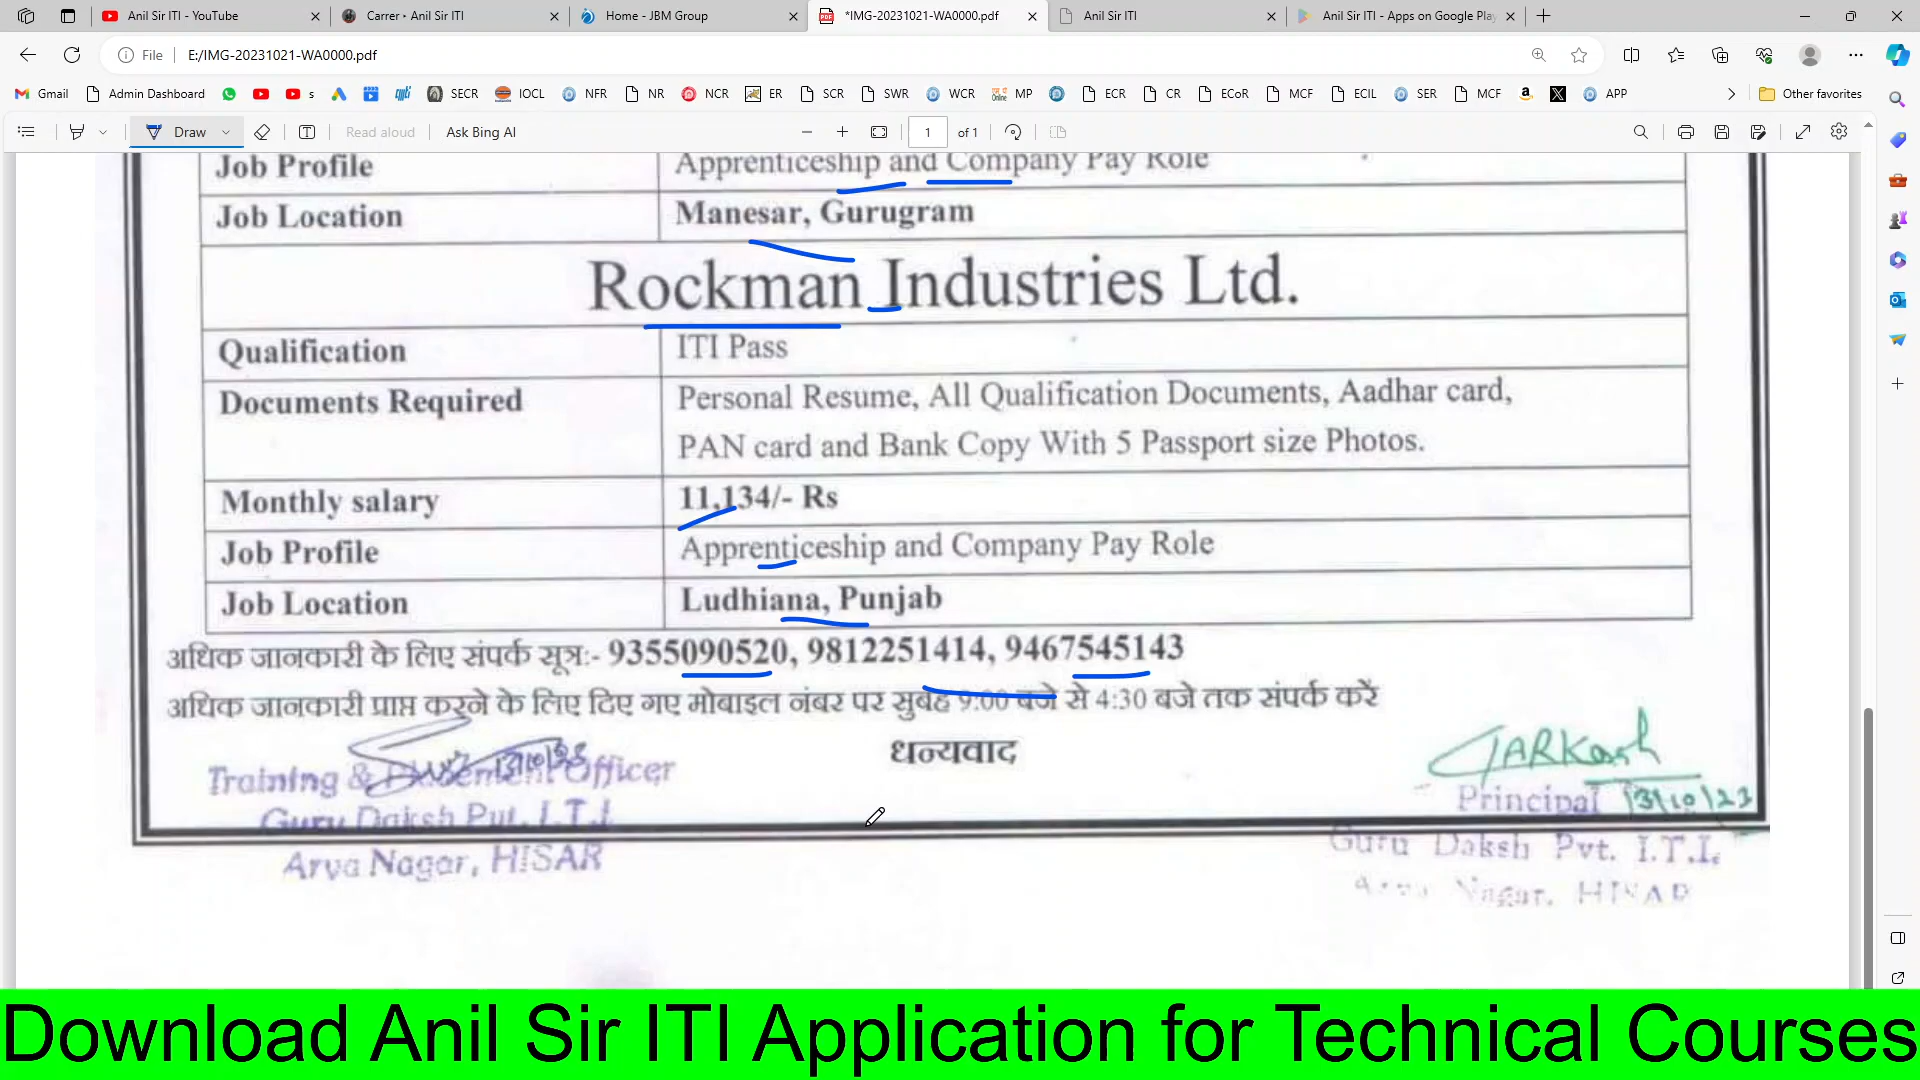 Anil Sir ITI - YouTube
Carrer • Anil Sir ITI
Home - JBM Group
*IMG-20231021-WA0000.pdf
Anil Sir ITI
Anil Sir ITI - Apps on Google Play
File E:/IMG-20231021-WA0000.pdf
Gmail Admin Dashboard s SECR IOCL NFR NR NCR ER SCR SWR WCR MP ECR CR ECoR MCF ECIL SER MCF APP Other favorites
Draw Read aloud Ask Bing AI 1 of 1
Job Profile Apprenticeship and Company Pay Role
Job Location Manesar, Gurugram
Rockman Industries Ltd.
Qualification ITI Pass
Documents Required Personal Resume, All Qualification Documents, Aadhar card,
PAN card and Bank Copy With 5 Passport size Photos.
Monthly salary 11,134/- Rs
Job Profile Apprenticeship and Company Pay Role
Job Location Ludhiana, Punjab
अधिक जानकारी के लिए संपर्क सूत्र:- 9355090520, 9812251414, 9467545143
अधिक जानकारी प्राप्त करने के लिए दिए गए मोबाइल नंबर पर सुबह 9:00 बजे से 4:30 बजे तक संपर्क करें
धन्यवाद
Training & Placement Officer
Guru Daksh Pvt. I.T.I.
Arya Nagar, HISAR
Principal 13/10/23
Guru Daksh Pvt. I.T.I.
Nagar, HISAR
Download Anil Sir ITI Application for Technical Courses